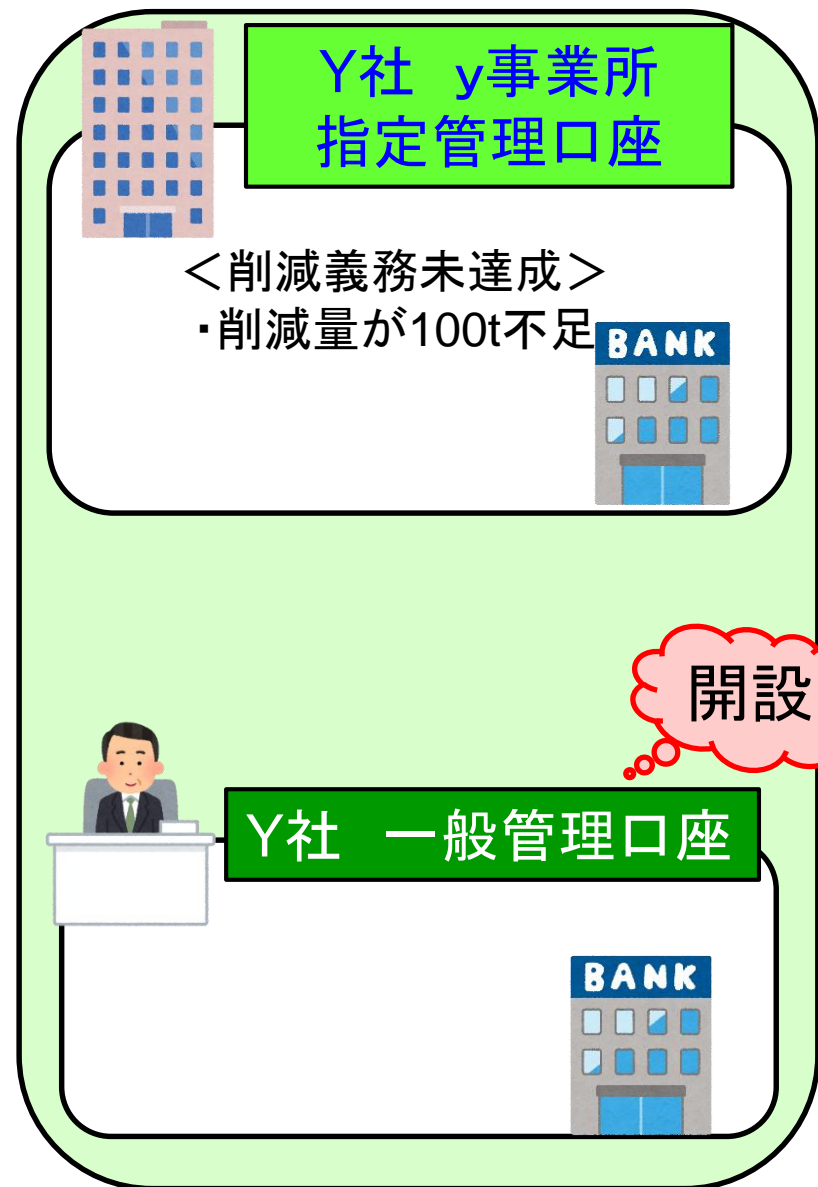 Y社　y事業所
指定管理口座
＜削減義務未達成＞
・削減量が100t不足
BANK
開設
Y社　一般管理口座
BANK